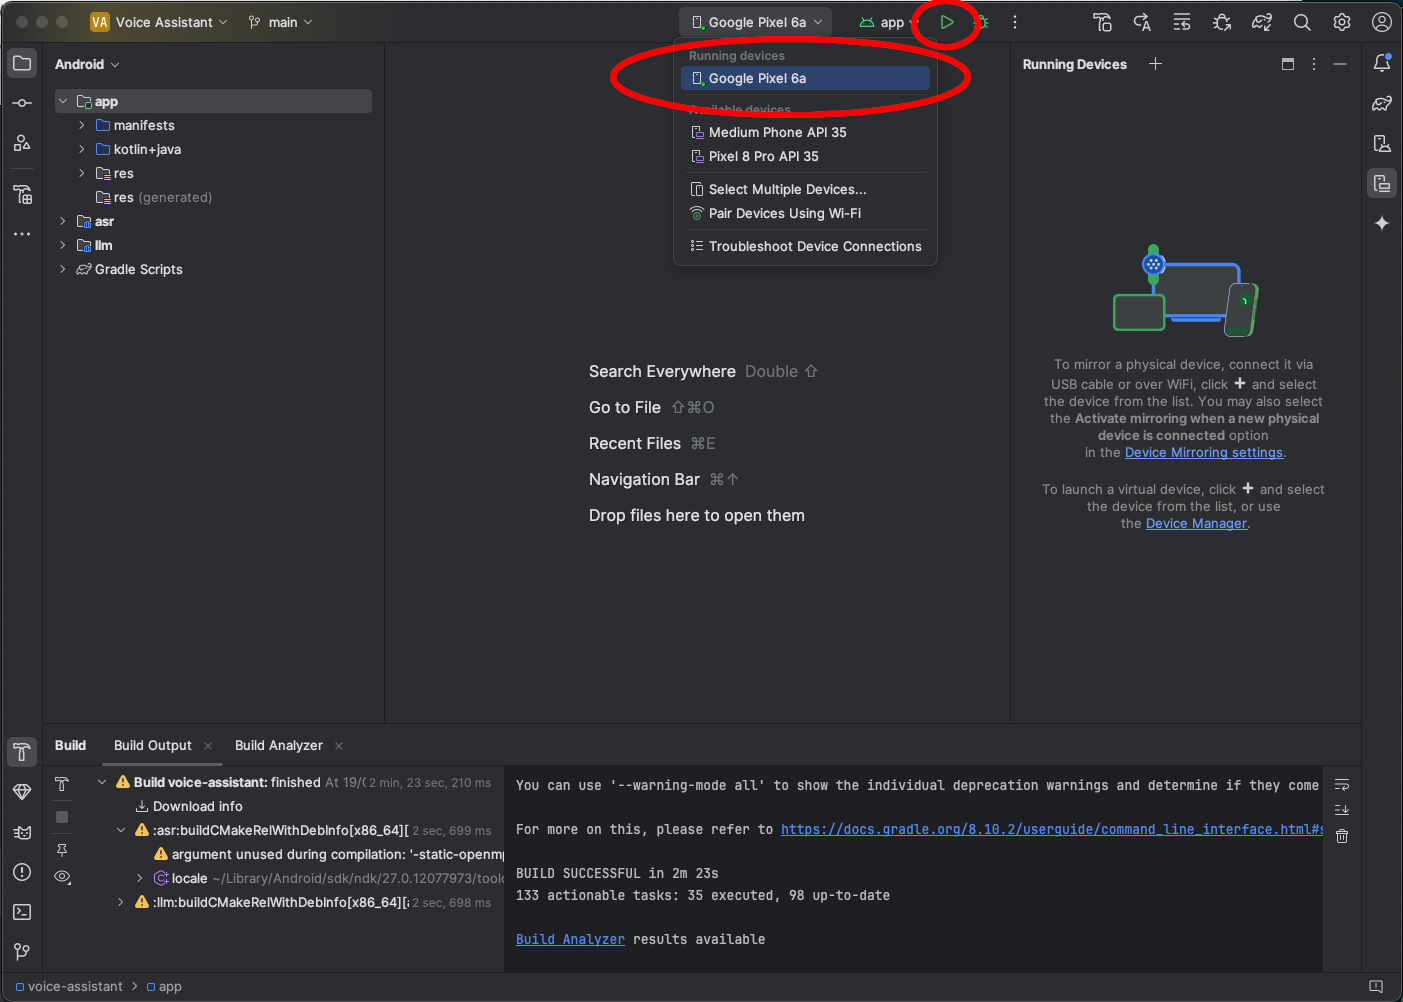 VA Voice Assistant
main
Google Pixel 6a
app
Android
Running devices
Google Pixel 6a
Available devices
Medium Phone API 35
Pixel 8 Pro API 35
Select Multiple Devices...
Pair Devices Using Wi-Fi
Troubleshoot Device Connections
Running Devices
app
manifests
kotlin+java
res
res (generated)
asr
llm
Gradle Scripts
Search Everywhere Double ⇧
Go to File ⇧⌘O
Recent Files ⌘E
Navigation Bar ⌘↑
Drop files here to open them
To mirror a physical device, connect it via
USB cable or over WiFi, click + and select
the device from the list. You may also select
the Activate mirroring when a new physical
device is connected option
in the Device Mirroring settings.
To launch a virtual device, click + and select
the device from the list, or use
the Device Manager.
Build
Build Output
Build Analyzer
Build voice-assistant: finished At 19/0 2 min, 23 sec, 210 ms
Download info
:asr:buildCMakeRelWithDebInfo[x86_64][ 2 sec, 699 ms
argument unused during compilation: '-static-openmp
locale ~/Library/Android/sdk/ndk/27.0.12077973/toolc
:llm:buildCMakeRelWithDebInfo[x86_64][a 2 sec, 698 ms
You can use '--warning-mode all' to show the individual deprecation warnings and determine if they come
For more on this, please refer to https://docs.gradle.org/8.10.2/userguide/command_line_interface.html#s
BUILD SUCCESSFUL in 2m 23s
133 actionable tasks: 35 executed, 98 up-to-date
Build Analyzer results available
voice-assistant > app